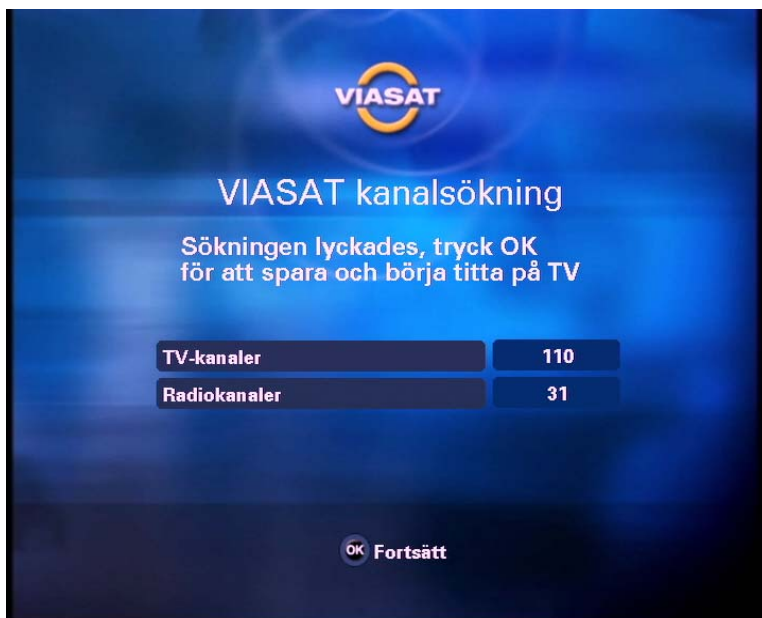 VIASAT
VIASAT kanalsökning
Sökningen lyckades, tryck OK
för att spara och börja titta på TV
TV-kanaler 110
Radiokanaler 31
OK Fortsätt